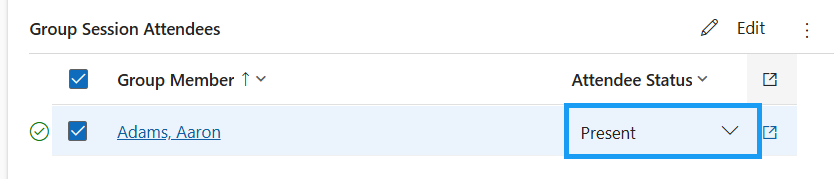 Group Session Attendees Edit
Group Member Attendee Status
Adams, Aaron Present